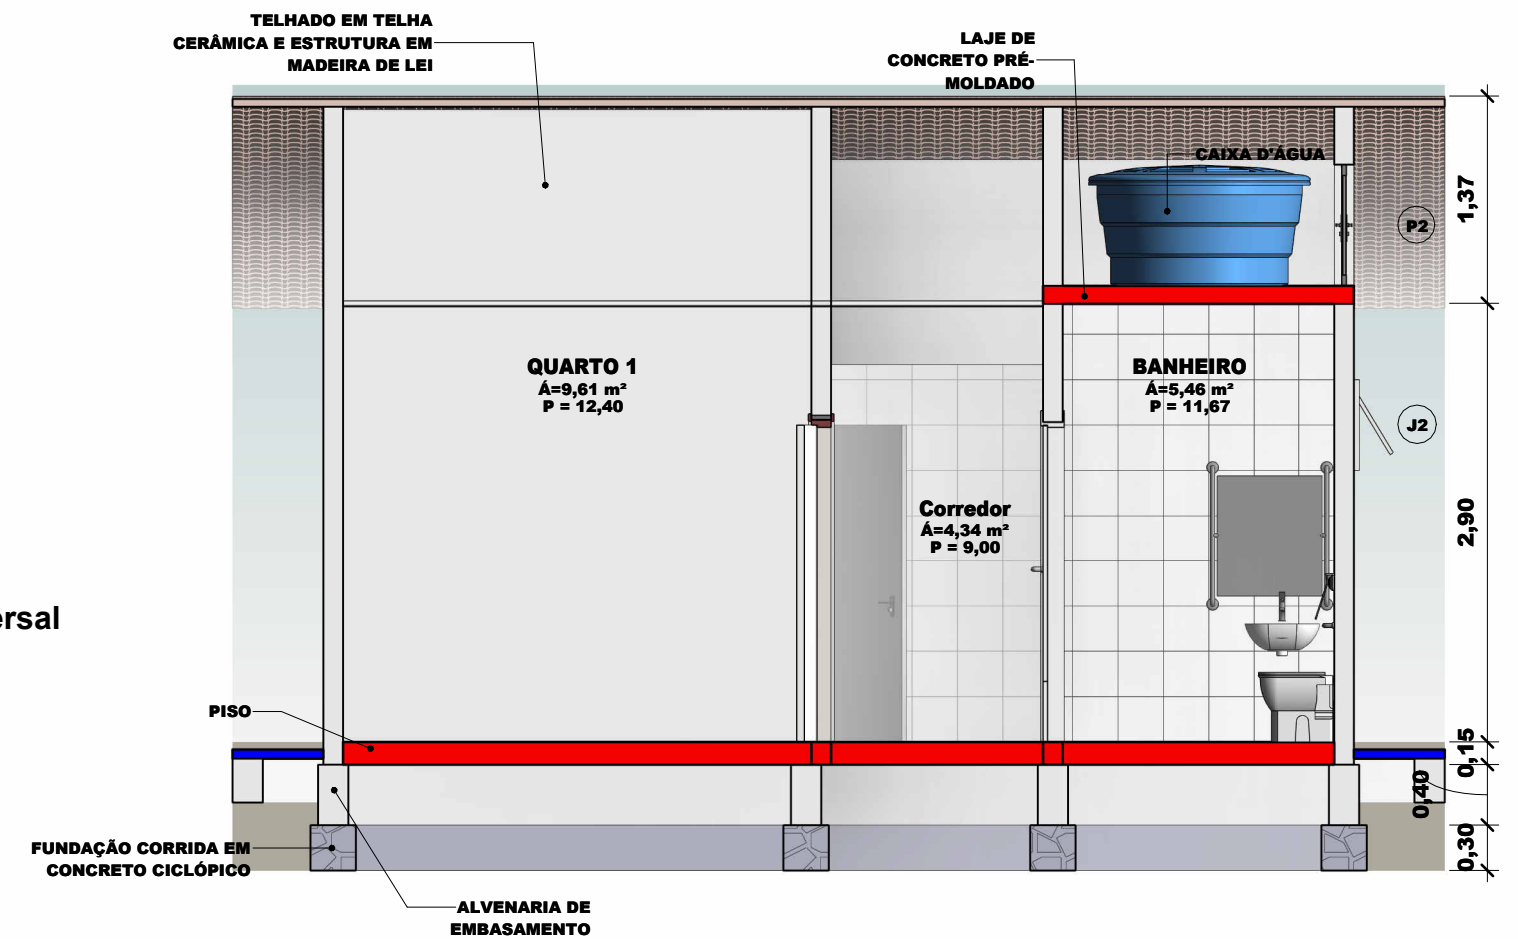 TELHADO EM TELHA
CERÂMICA E ESTRUTURA EM
MADEIRA DE LEI
LAJE DE
CONCRETO PRÉ-
MOLDADO
CAIXA D'ÁGUA
1,37
P2
QUARTO 1
Á=9,61 m²
P = 12,40
BANHEIRO
Á=5,46 m²
P = 11,67
J2
Corredor
Á=4,34 m²
P = 9,00
2,90
ersal
PISO
0,15
0,40
0,30
FUNDAÇÃO CORRIDA EM
CONCRETO CICLÓPICO
ALVENARIA DE
EMBASAMENTO